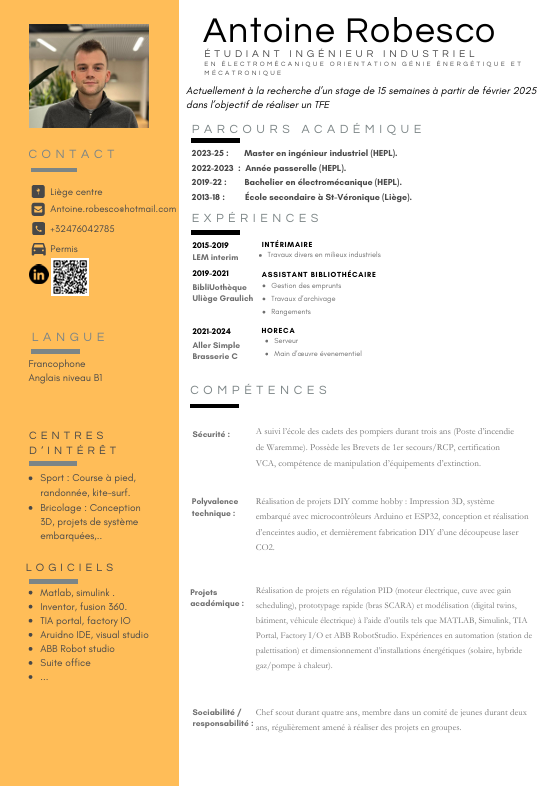 Antoine Robesco
ÉTUDIANT INGÉNIEUR INDUSTRIEL
EN ÉLECTROMÉCANIQUE ORIENTATION GÉNIE ÉNERGÉTIQUE ET
MÉCATRONIQUE
Actuellement à la recherche d'un stage de 15 semaines à partir de février 2025
dans l'objectif de réaliser un TFE
CONTACT
Liège centre
Antoine.robesco@hotmail.com
+32476042785
Permis
in
LANGUE
Francophone
Anglais niveau B1
CENTRES
D'INTÉRÊT
Sport : Course à pied,
randonnée, kite-surf.
Bricolage : Conception
3D, projets de système
embarquées,..
LOGICIELS
Matlab, simulink .
Inventor, fusion 360.
TIA portal, factory IO
Aruidno IDE, visual studio
ABB Robot studio
Suite office
...
PARCOURS ACADÉMIQUE
2023-25 : Master en ingénieur industriel (HEPL).
2022-2023 : Année passerelle (HEPL).
2019-22 : Bachelier en électromécanique (HEPL).
2013-18 : École secondaire à St-Véronique (Liège).
EXPÉRIENCES
2015-2019 INTÉRIMAIRE
LEM interim Travaux divers en milieux industriels
2019-2021 ASSISTANT BIBLIOTHÉCAIRE
BibliUothèque Gestion des emprunts
Uliège Graulich Travaux d'archivage
Rangements
2021-2024 HORECA
Aller Simple Serveur
Brasserie C Main d'œuvre évenementiel
COMPÉTENCES
Sécurité :
A suivi l'école des cadets des pompiers durant trois ans (Poste d'incendie
de Waremme). Possède les Brevets de 1er secours/RCP, certification
VCA, compétence de manipulation d'équipements d'extinction.
Polyvalence
technique :
Réalisation de projets DIY comme hobby : Impression 3D, système
embarqué avec microcontrôleurs Arduino et ESP32, conception et réalisation
d'enceintes audio, et dernièrement fabrication DIY d'une découpeuse laser
CO2.
Projets
académique :
Réalisation de projets en régulation PID (moteur électrique, cuve avec gain
scheduling), prototypage rapide (bras SCARA) et modélisation (digital twins,
bâtiment, véhicule électrique) à l'aide d'outils tels que MATLAB, Simulink, TIA
Portal, Factory I/O et ABB RobotStudio. Expériences en automation (station de
palettisation) et dimensionnement d'installations énergétiques (solaire, hybride
gaz/pompe à chaleur).
Sociabilité /
responsabilité :
Chef scout durant quatre ans, membre dans un comité de jeunes durant deux
ans, régulièrement amené à réaliser des projets en groupes.